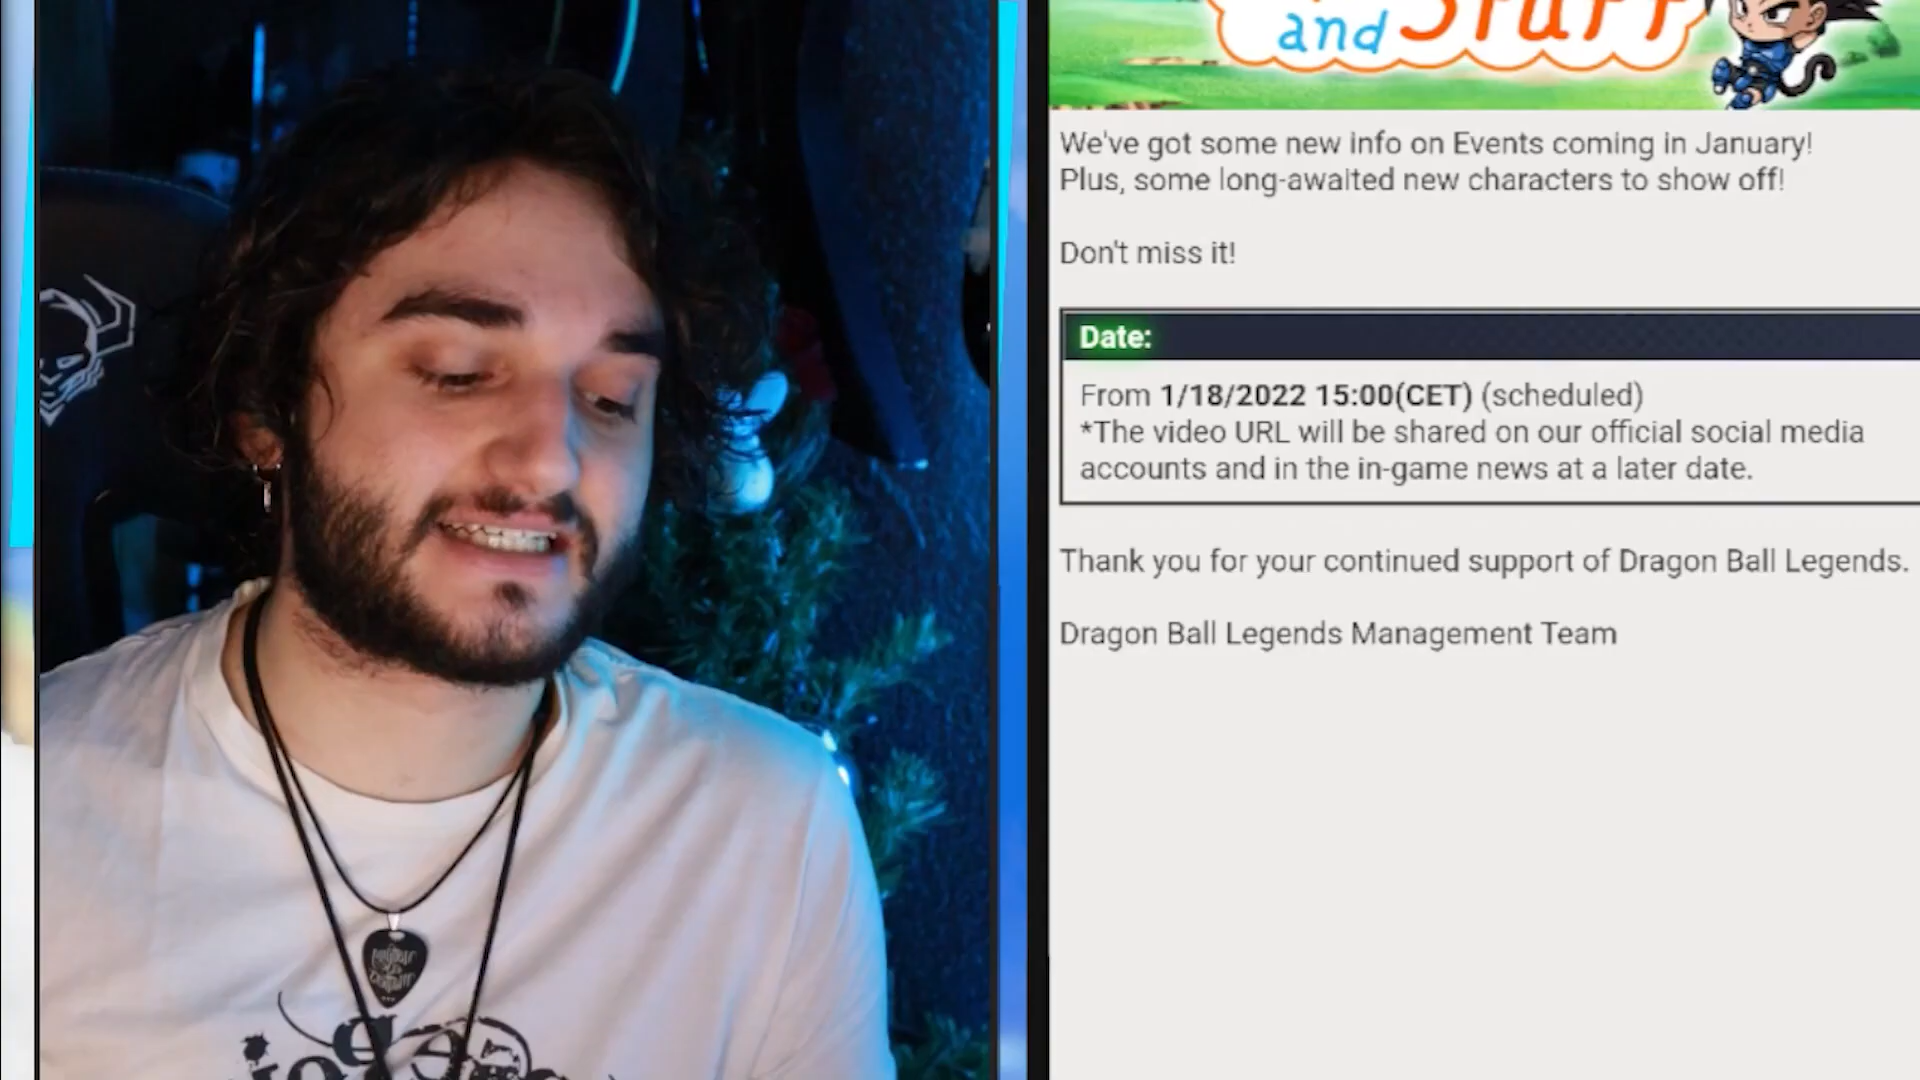 and Stuff
We've got some new info on Events coming in January!
Plus, some long-awaited new characters to show off!
Don't miss it!
Date:
From 1/18/2022 15:00(CET) (scheduled)
*The video URL will be shared on our official social media
accounts and in the in-game news at a later date.
Thank you for your continued support of Dragon Ball Legends.
Dragon Ball Legends Management Team